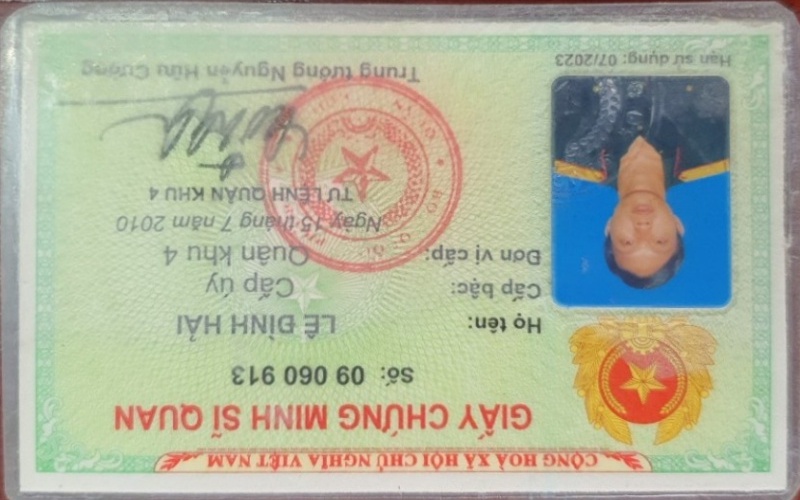 CỘNG HOÀ XÃ HỘI CHỦ NGHĨA VIỆT NAM
GIẤY CHỨNG MINH SĨ QUAN
Số: 09 060 913
Họ tên: LÊ ĐÌNH HẢI
Cấp bậc: Cấp úy
Đơn vị cấp: Quân khu 4
Ngày 15 tháng 7 năm 2010
TƯ LỆNH QUÂN KHU 4
Hạn sử dụng: 07/2023
Trung tướng Nguyễn Hữu Cường